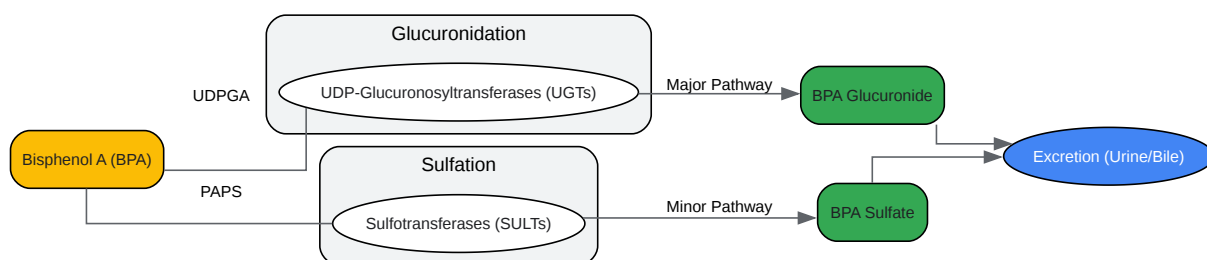 Glucuronidation
UDPGA
UDP-Glucuronosyltransferases (UGTs)
Major Pathway
BPA Glucuronide
Bisphenol A (BPA)
Excretion (Urine/Bile)
Sulfation
PAPS
Sulfotransferases (SULTs)
Minor Pathway
BPA Sulfate